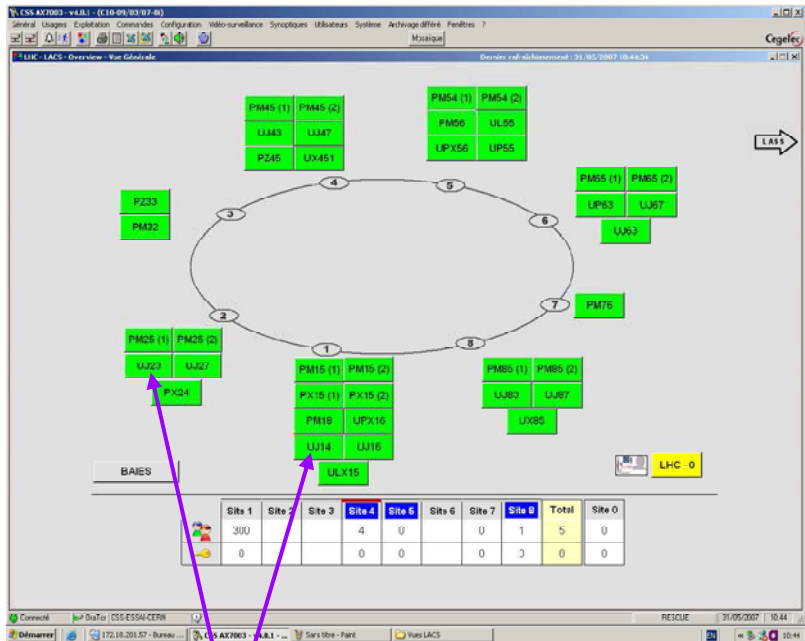 CSS AX7003 - v4.0.1 - (C10-09/03/07-8i)
Général Usagers Exploitation Commandes Configuration Vidéo-surveillance Synoptiques Utilisateurs Système Archivage différé Fenêtres ?
Mosaïque
Cegelec
LHC - LACS - Overview - Vue Générale
Dernier rafraîchissement : 31/05/2007 10:44:34
PM45 (1) PM45 (2)
UJ43 UJ47
PZ45 UX451
PM54 (1) PM54 (2)
PM56 UL55
UPX56 UP55
LASS
PM65 (1) PM65 (2)
UP63 UJ67
UJ63
PZ33
PM32
4
5
3
6
2
7
1
8
PM76
PM25 (1) PM25 (2)
UJ23 UJ27
PX24
PM15 (1) PM15 (2)
PX15 (1) PX15 (2)
PM18 UPX16
UJ14 UJ16
ULX15
PM85 (1) PM85 (2)
UJ83 UJ87
UX85
BAIES
LHC - 0
Site 1 Site 2 Site 3 Site 4 Site 5 Site 6 Site 7 Site 8 Total Site 0
300 4 0 0 1 5 0
0 0 0 0 0 0 0
Connecté OraTcr CSS-ESSAI-CERN RESCUE 31/05/2007 10:44
Démarrer 172.18.201.57 - Bureau ... CSS AX7003 - v4.0.1 - ... Sans titre - Paint Vues LACS EN 10:44